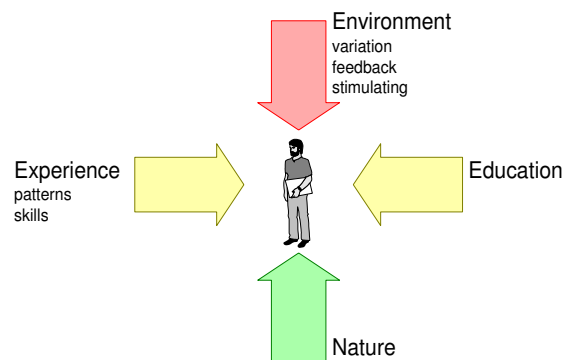 Environment
variation
feedback
stimulating
Experience
patterns
skills
Education
Nature